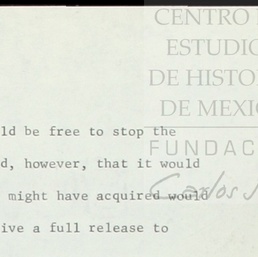 CENTRO
ESTUDIO
DE HISTO
DE MEXIC
FUNDAC
Carlos
ld be free to stop the
d, however, that it would
might have acquired would
ive a full release to